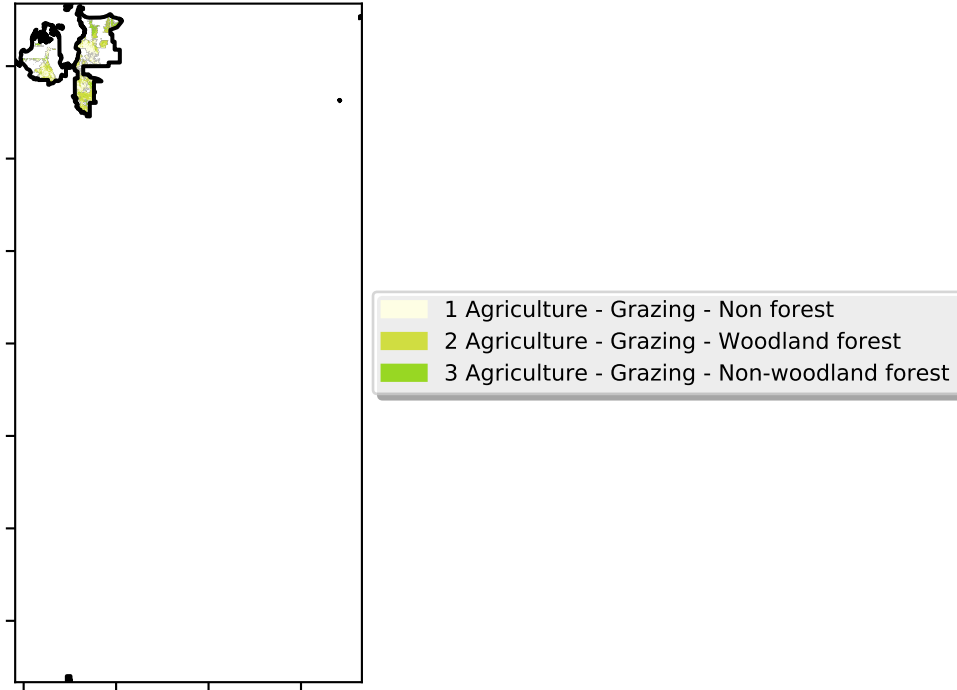 1 Agriculture - Grazing - Non forest
2 Agriculture - Grazing - Woodland forest
3 Agriculture - Grazing - Non-woodland forest